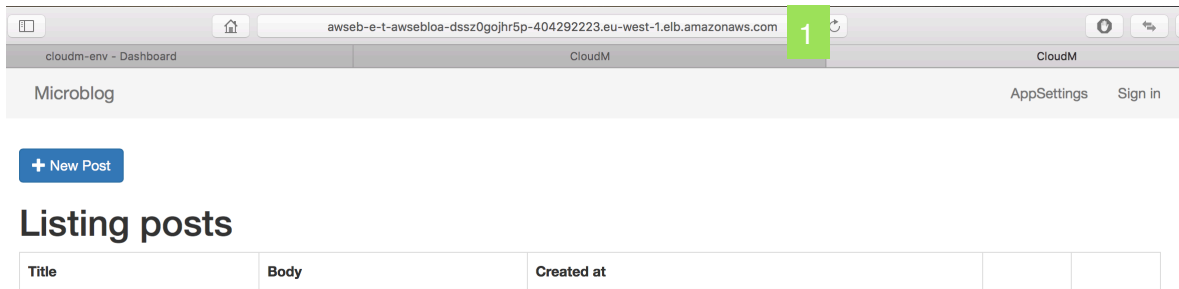 awseb-e-t-awsebloa-dssz0gojhr5p-404292223.eu-west-1.elb.amazonaws.com 1
cloudm-env - Dashboard CloudM CloudM
Microblog AppSettings Sign in
New Post
Listing posts
Title Body Created at